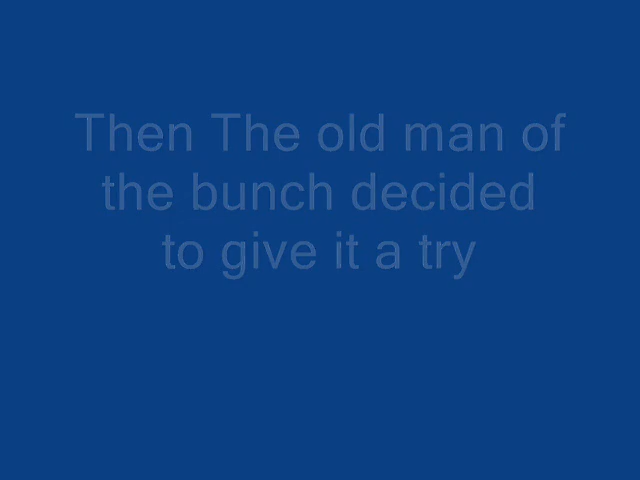 Then The old man of
the bunch decided
to give it a try